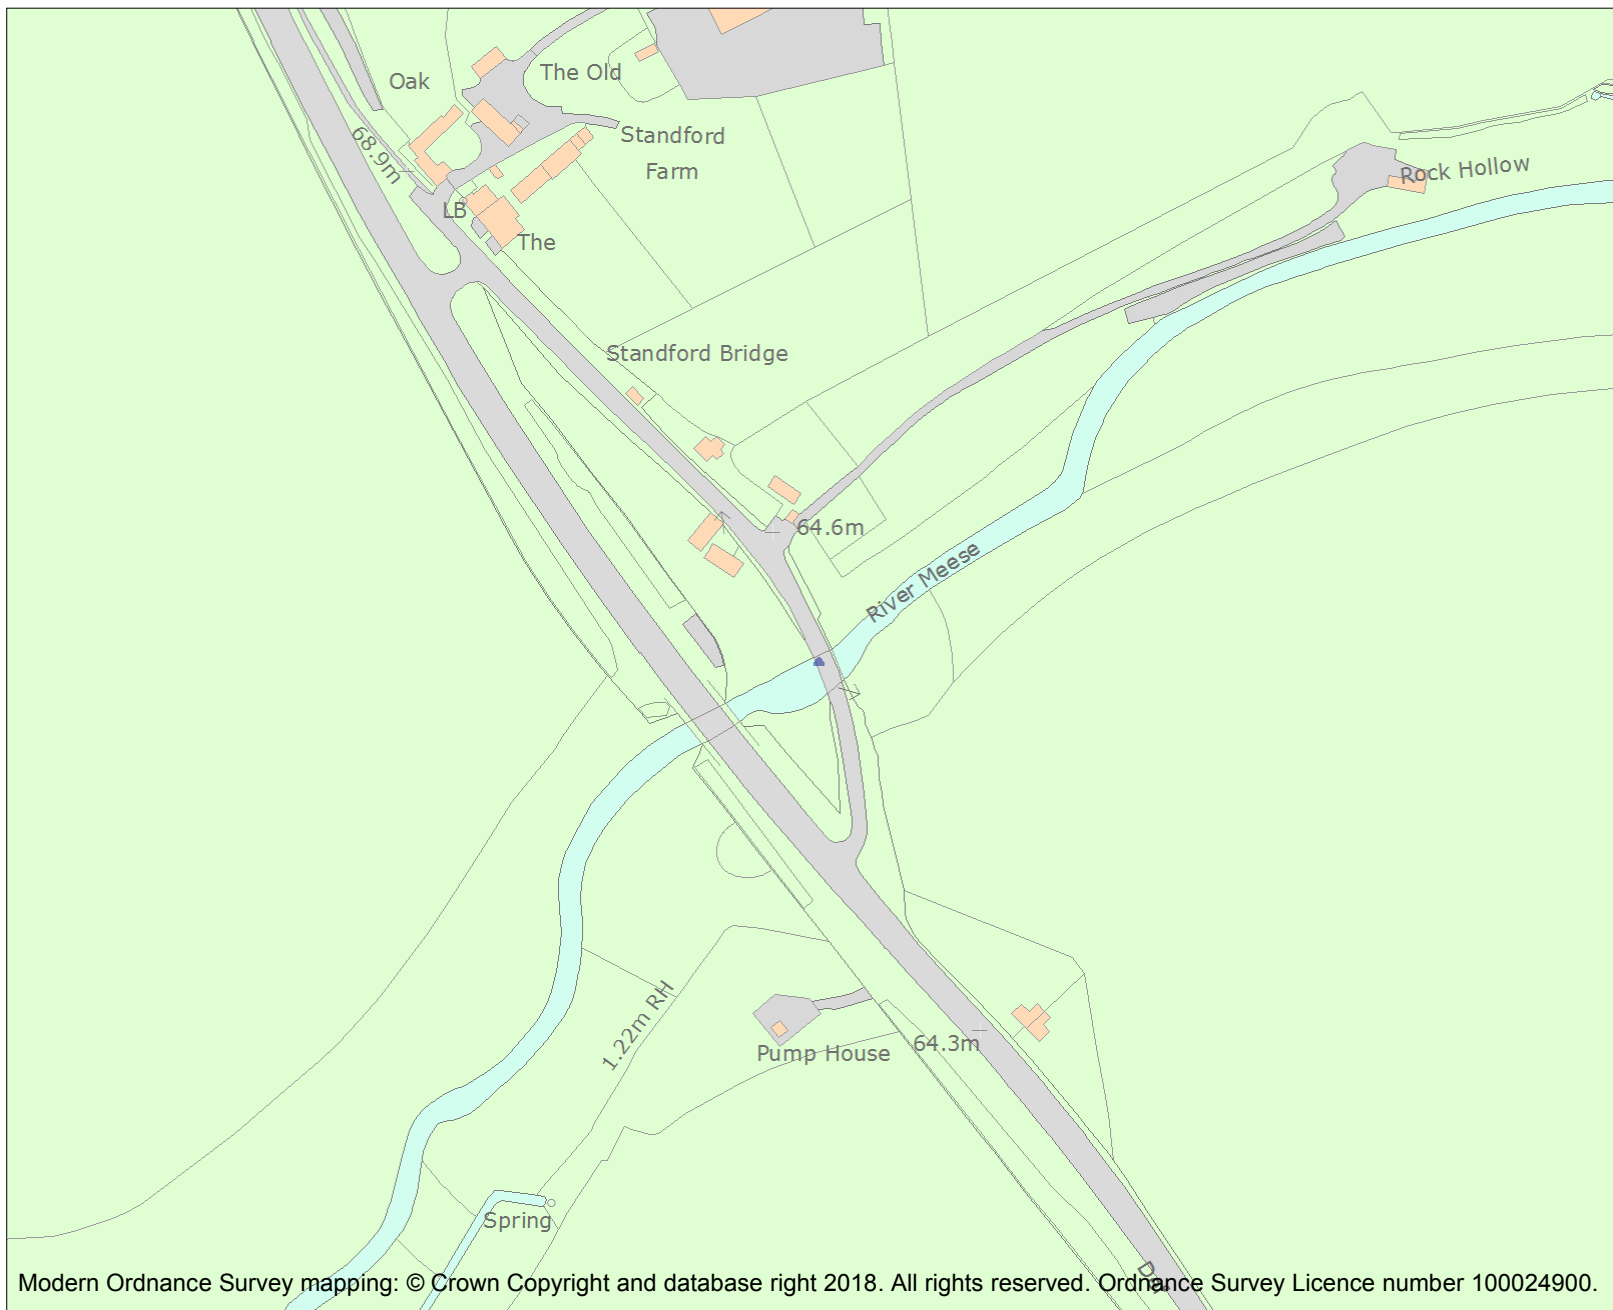 Oak
The Old
68.9m
Standford
Farm
LB
The
Rock Hollow
Standford Bridge
64.6m
River Meese
1.22m RH
Pump House
64.3m
Spring
Modern Ordnance Survey mapping: © Crown Copyright and database right 2018. All rights reserved. Ordnance Survey Licence number 100024900.